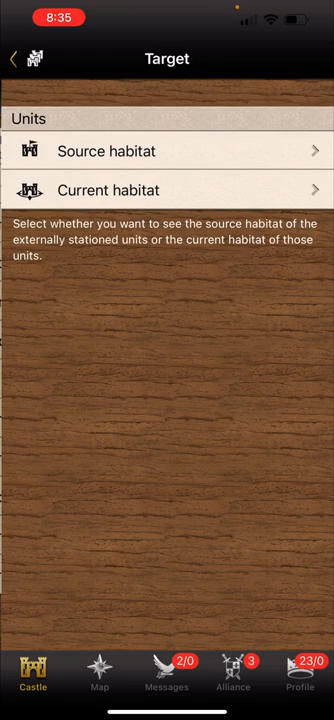 8:35
Target
Units
Source habitat
Current habitat
Select whether you want to see the source habitat of the
externally stationed units or the current habitat of those
units.
2/0
3
23/0
Castle
Map
Messages
Alliance
Profile